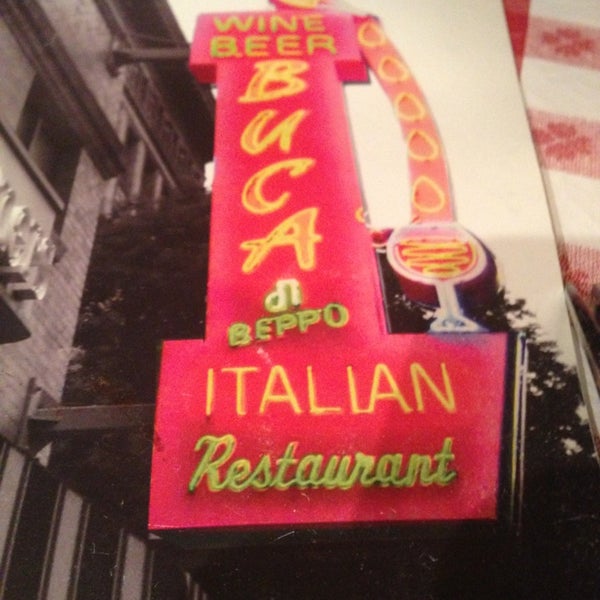 WINE
BEER
BUCA
di
BEPPO
ITALIAN
Restaurant